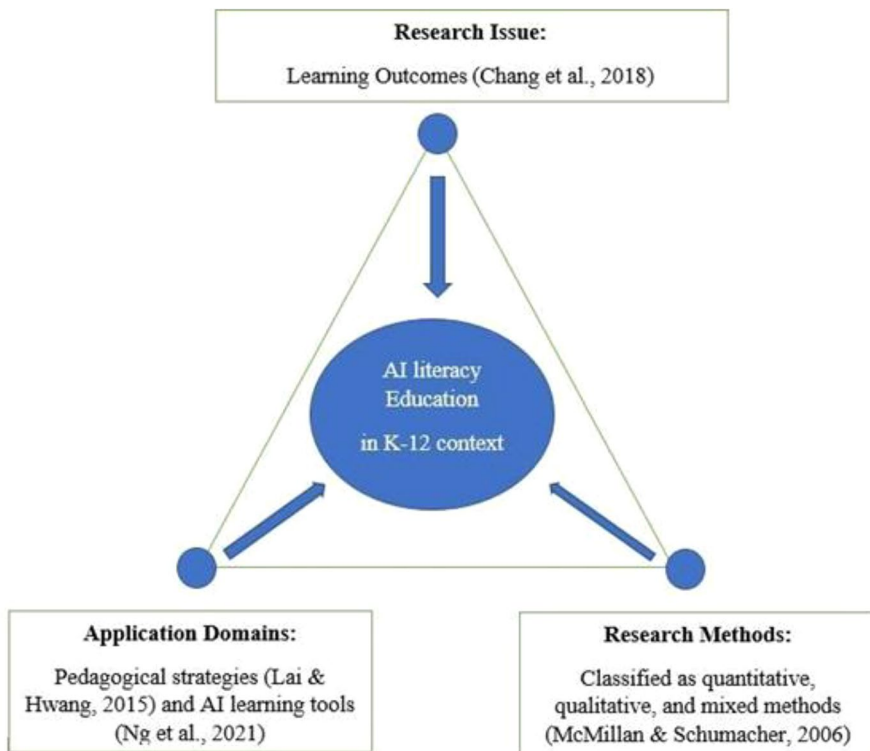 Research Issue:
Learning Outcomes (Chang et al., 2018)
AI literacy
Education
in K-12 context
Application Domains:
Pedagogical strategies (Lai &
Hwang, 2015) and AI learning tools
(Ng et al., 2021)
Research Methods:
Classified as quantitative,
qualitative, and mixed methods
(McMillan & Schumacher, 2006)